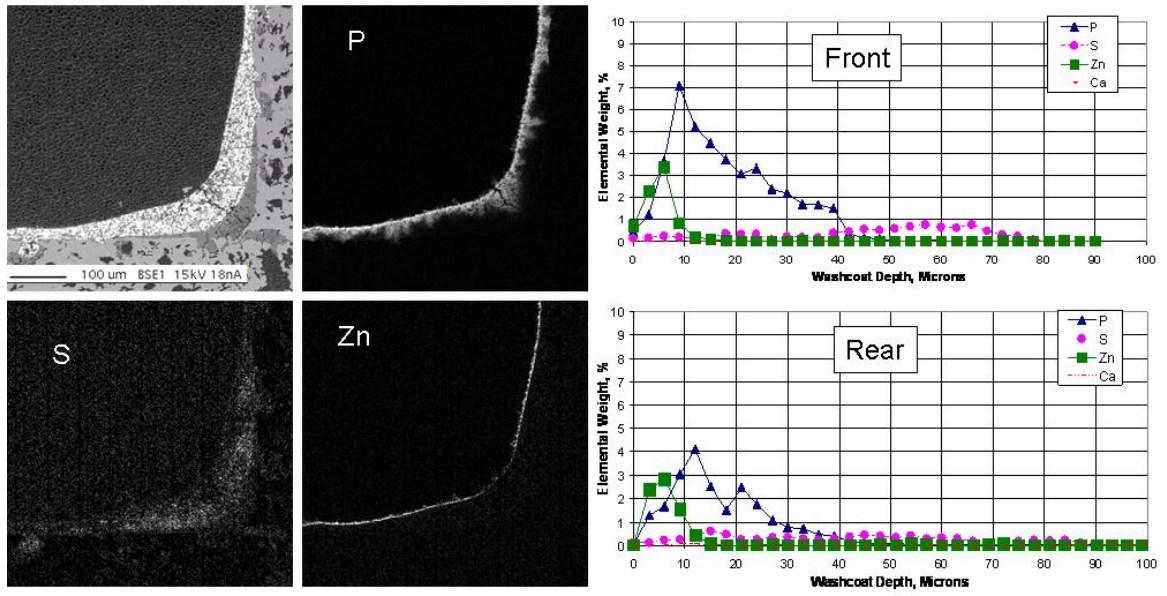 P
100 um BSE1 15kV 18nA
S
Zn
Front
Elemental Weight, %
10
9
8
7
6
5
4
3
2
1
0
0 10 20 30 40 50 60 70 80 90 100
Washcoat Depth, Microns
P
S
Zn
Ca
Rear
Elemental Weight, %
10
9
8
7
6
5
4
3
2
1
0
0 10 20 30 40 50 60 70 80 90 100
Washcoat Depth, Microns
P
S
Zn
Ca